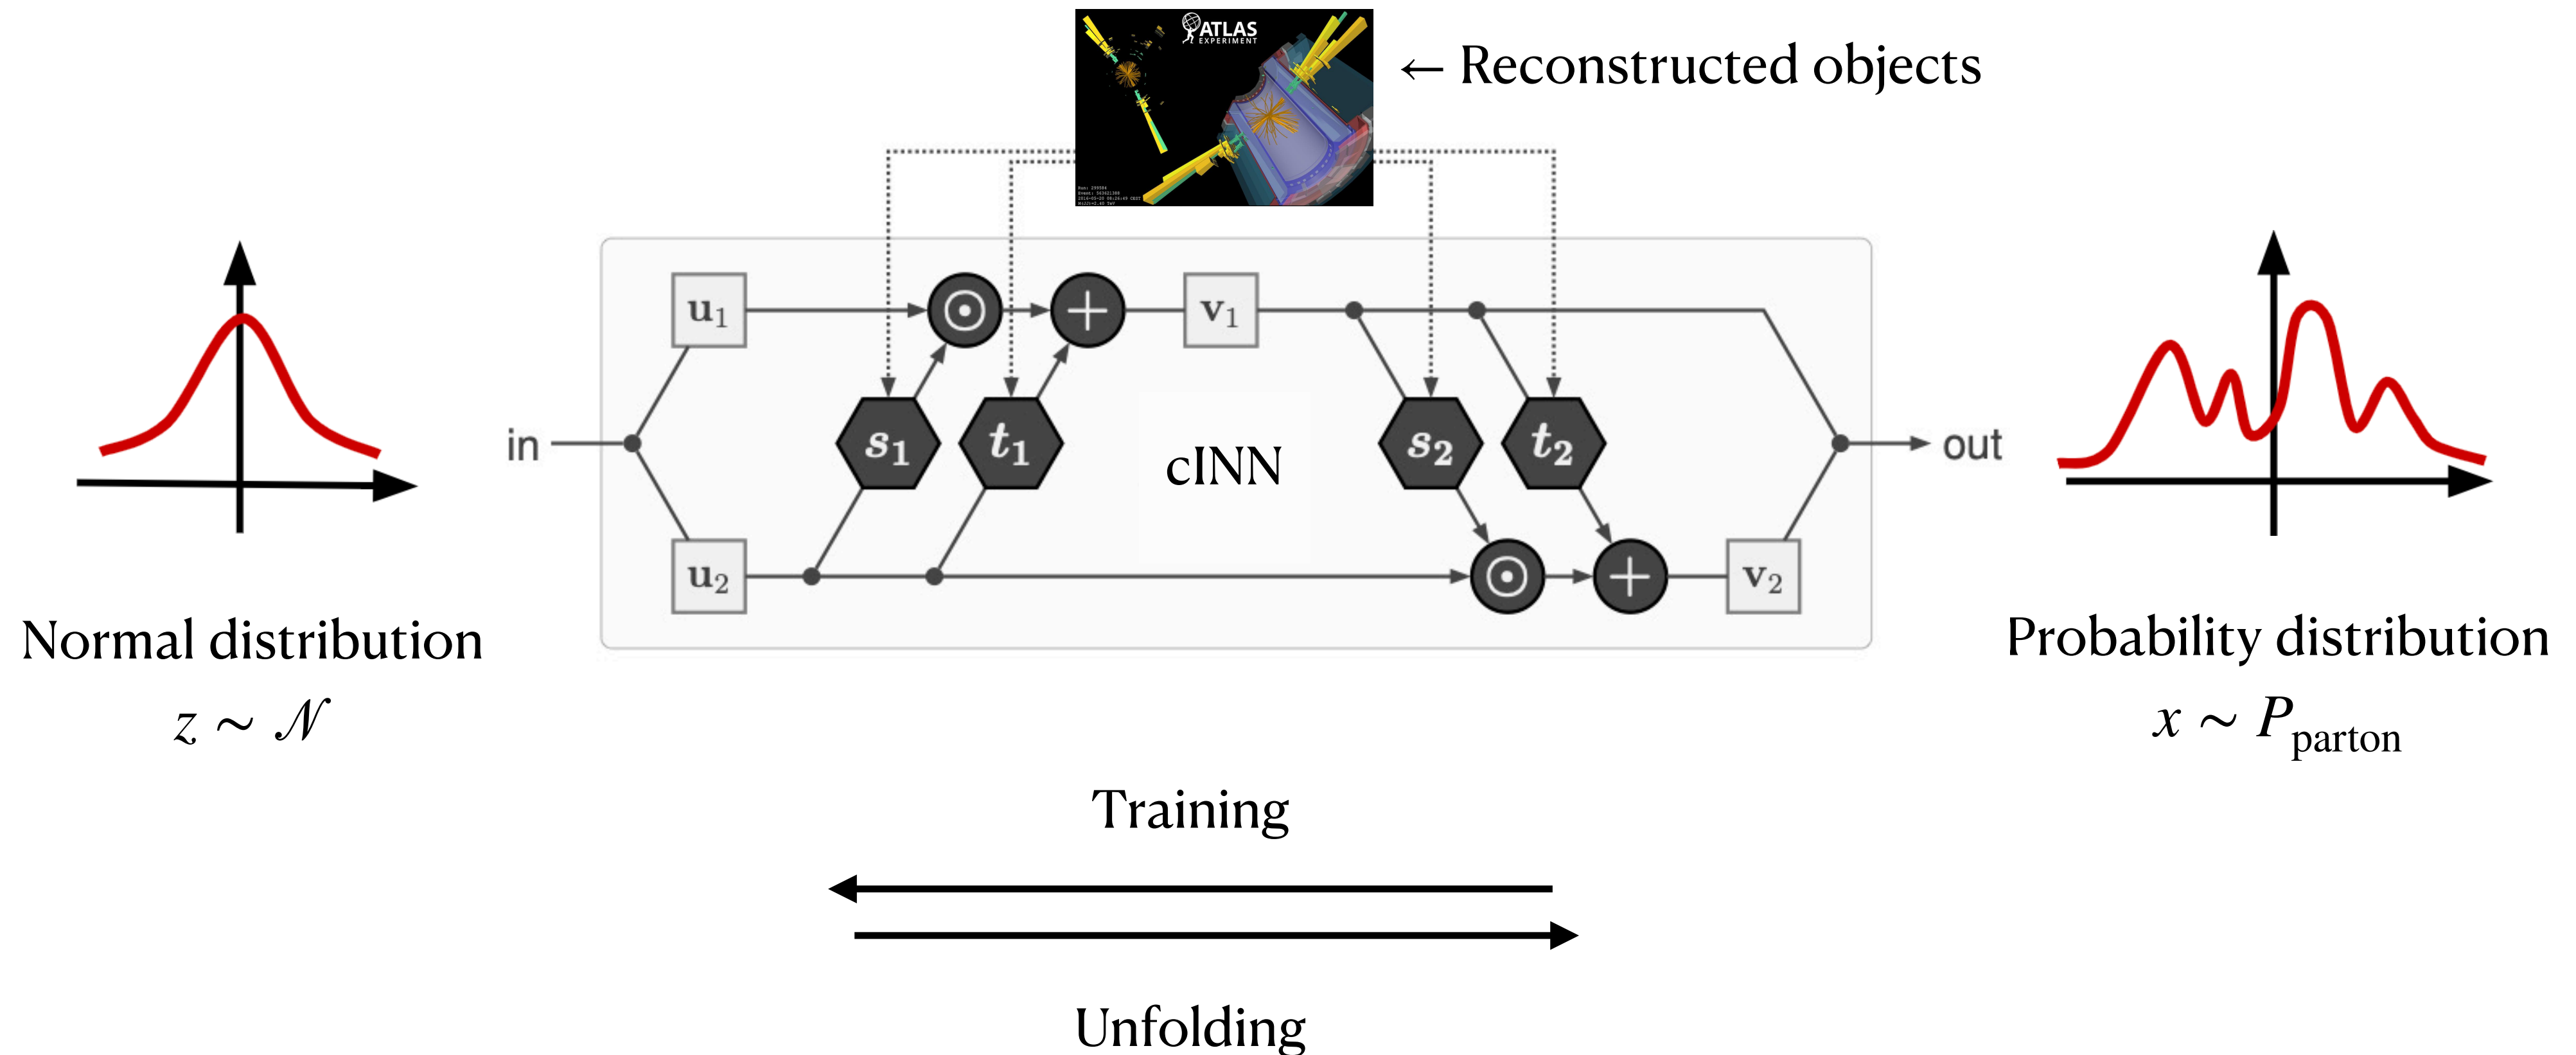 ATLAS
EXPERIMENT
← Reconstructed objects
u₁
v₁
in
s₁
t₁
cINN
s₂
t₂
out
u₂
v₂
Normal distribution
z ~ 𝒩
Probability distribution
x ~ P_parton
Training
Unfolding